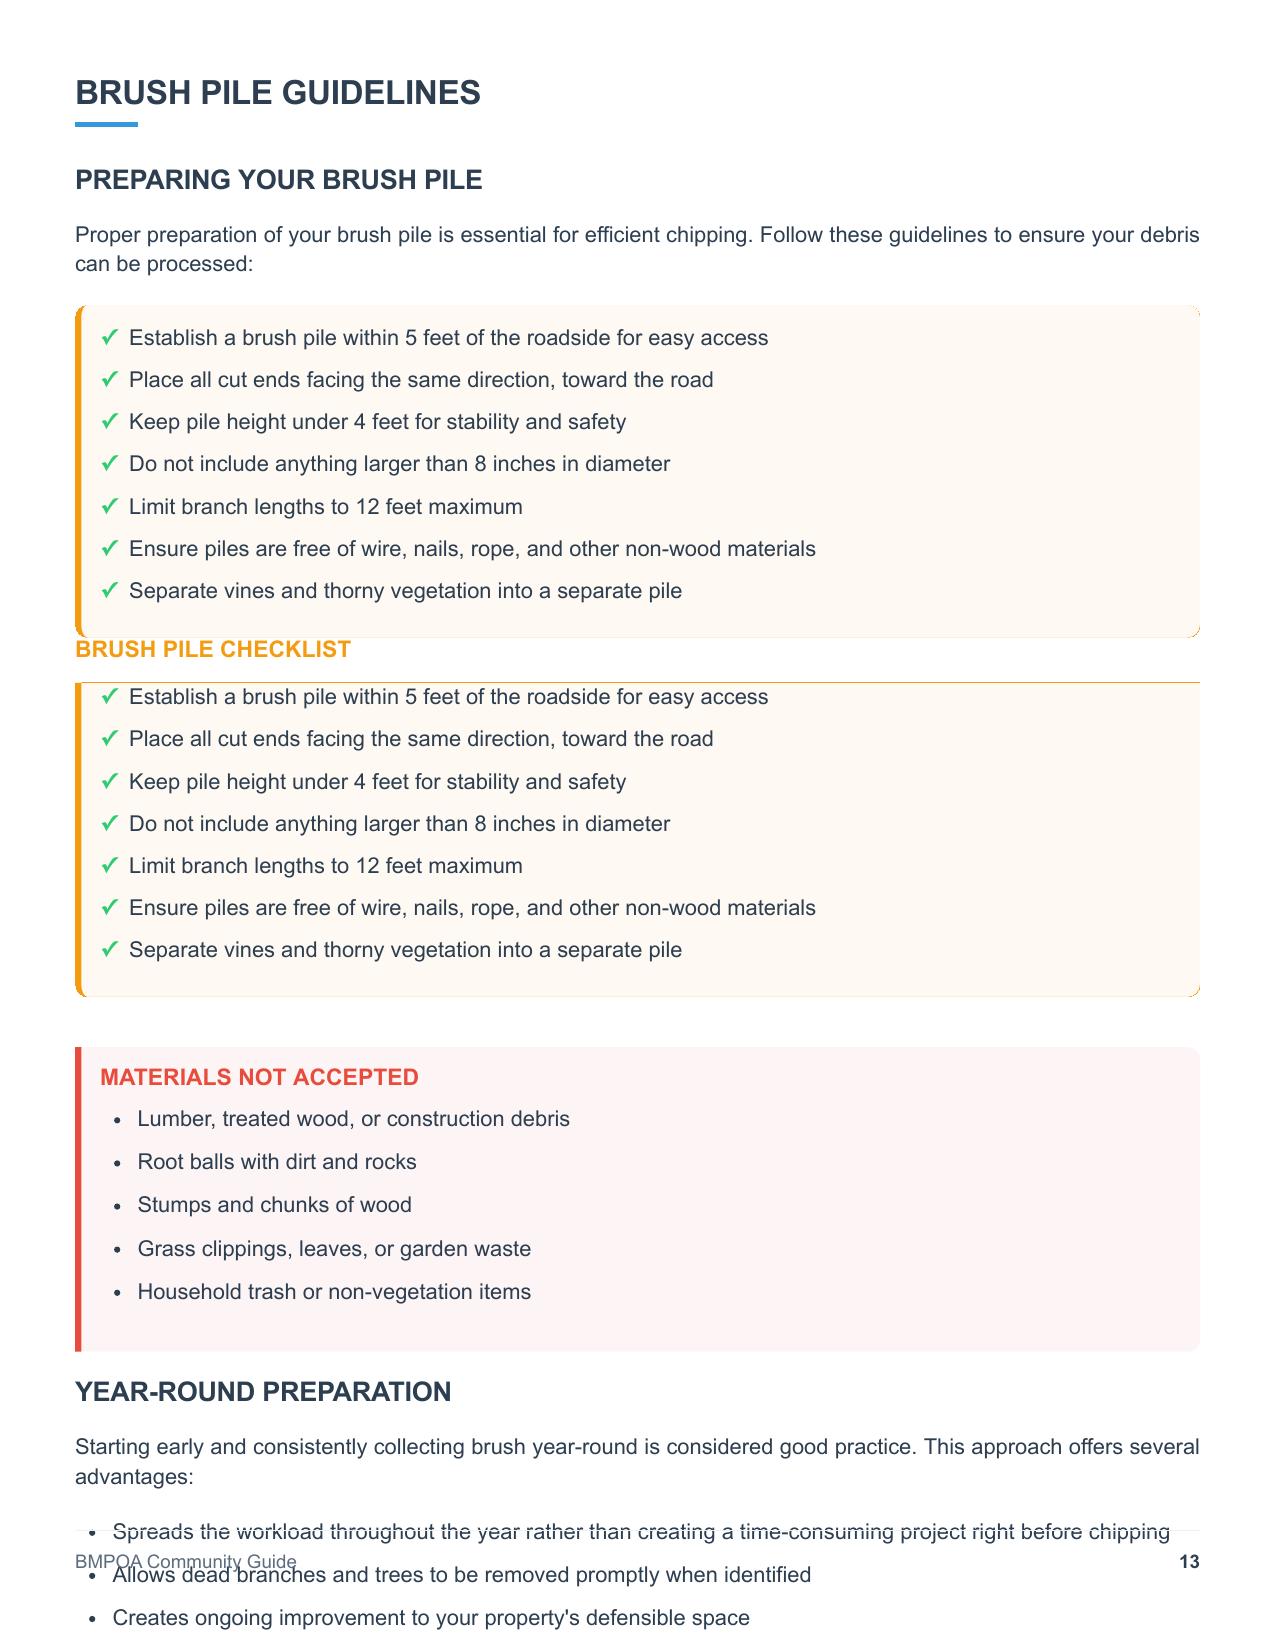 BRUSH PILE GUIDELINES
PREPARING YOUR BRUSH PILE
Proper preparation of your brush pile is essential for efficient chipping. Follow these guidelines to ensure your debris
can be processed:
✓ Establish a brush pile within 5 feet of the roadside for easy access
✓ Place all cut ends facing the same direction, toward the road
✓ Keep pile height under 4 feet for stability and safety
✓ Do not include anything larger than 8 inches in diameter
✓ Limit branch lengths to 12 feet maximum
✓ Ensure piles are free of wire, nails, rope, and other non-wood materials
✓ Separate vines and thorny vegetation into a separate pile
BRUSH PILE CHECKLIST
✓ Establish a brush pile within 5 feet of the roadside for easy access
✓ Place all cut ends facing the same direction, toward the road
✓ Keep pile height under 4 feet for stability and safety
✓ Do not include anything larger than 8 inches in diameter
✓ Limit branch lengths to 12 feet maximum
✓ Ensure piles are free of wire, nails, rope, and other non-wood materials
✓ Separate vines and thorny vegetation into a separate pile
MATERIALS NOT ACCEPTED
• Lumber, treated wood, or construction debris
• Root balls with dirt and rocks
• Stumps and chunks of wood
• Grass clippings, leaves, or garden waste
• Household trash or non-vegetation items
YEAR-ROUND PREPARATION
Starting early and consistently collecting brush year-round is considered good practice. This approach offers several
advantages:
• Spreads the workload throughout the year rather than creating a time-consuming project right before chipping
BMPOA Community Guide 13
• Allows dead branches and trees to be removed promptly when identified
• Creates ongoing improvement to your property's defensible space